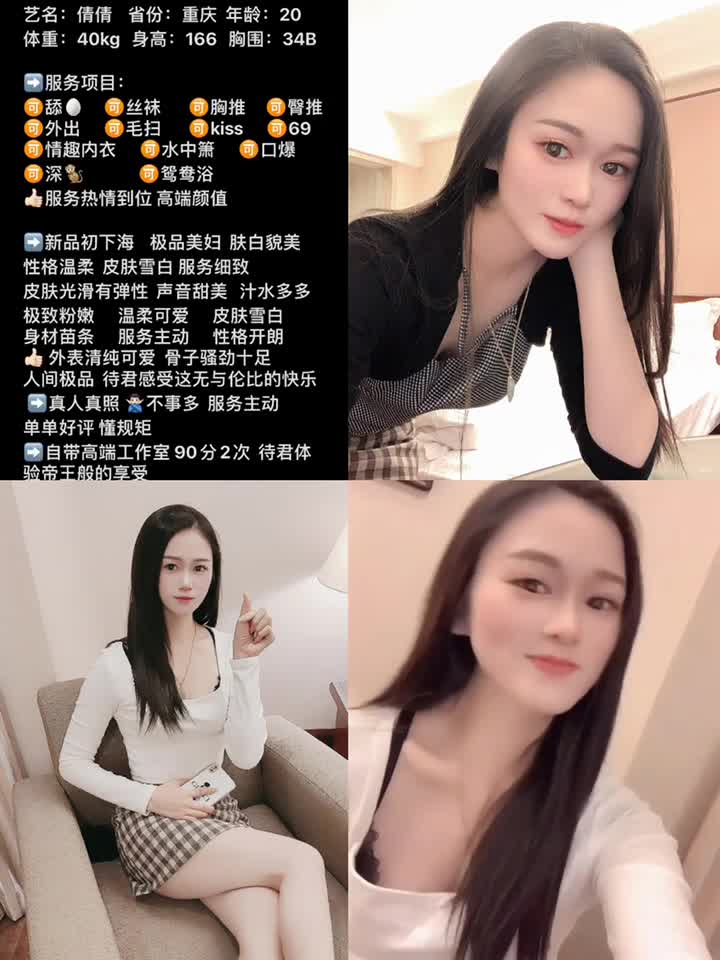 艺名：倩倩 省份：重庆 年龄：20
体重：40kg 身高：166 胸围：34B
➡️服务项目：
🉑舔🥚 🉑丝袜 🉑胸推 🉑臀推
🉑外出 🉑毛扫 🉑kiss 🉑69
🉑情趣内衣 🉑水中箫 🉑口爆
🉑深🐒 🉑鸳鸯浴
👍🏻服务热情到位 高端颜值
➡️新品初下海 极品美妇 肤白貌美
性格温柔 皮肤雪白 服务细致
皮肤光滑有弹性 声音甜美 汁水多多
极致粉嫩 温柔可爱 皮肤雪白
身材苗条 服务主动 性格开朗
👍🏻 外表清纯可爱 骨子骚劲十足
人间极品 待君感受这无与伦比的快乐
➡️真人真照 🙅🏻‍♂️不事多 服务主动
单单好评 懂规矩
➡️自带高端工作室 90分2次 待君体
验帝王般的享受